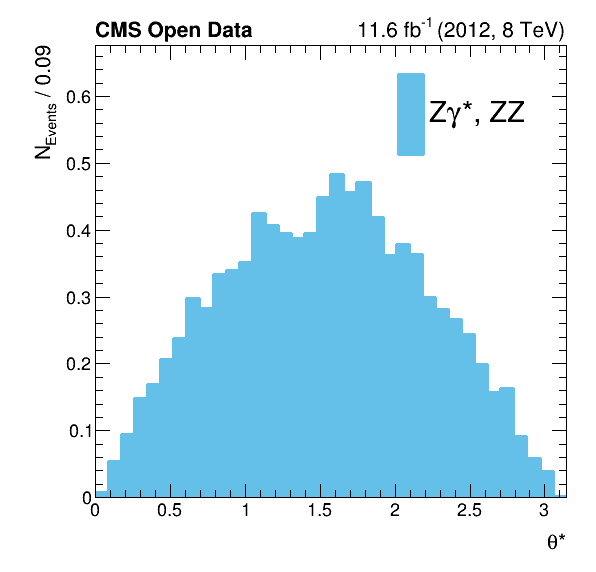 CMS Open Data 11.6 fb⁻¹ (2012, 8 TeV)
N_Events / 0.09
Zγ*, ZZ
0.6
0.5
0.4
0.3
0.2
0.1
0
0 0.5 1 1.5 2 2.5 3
θ*